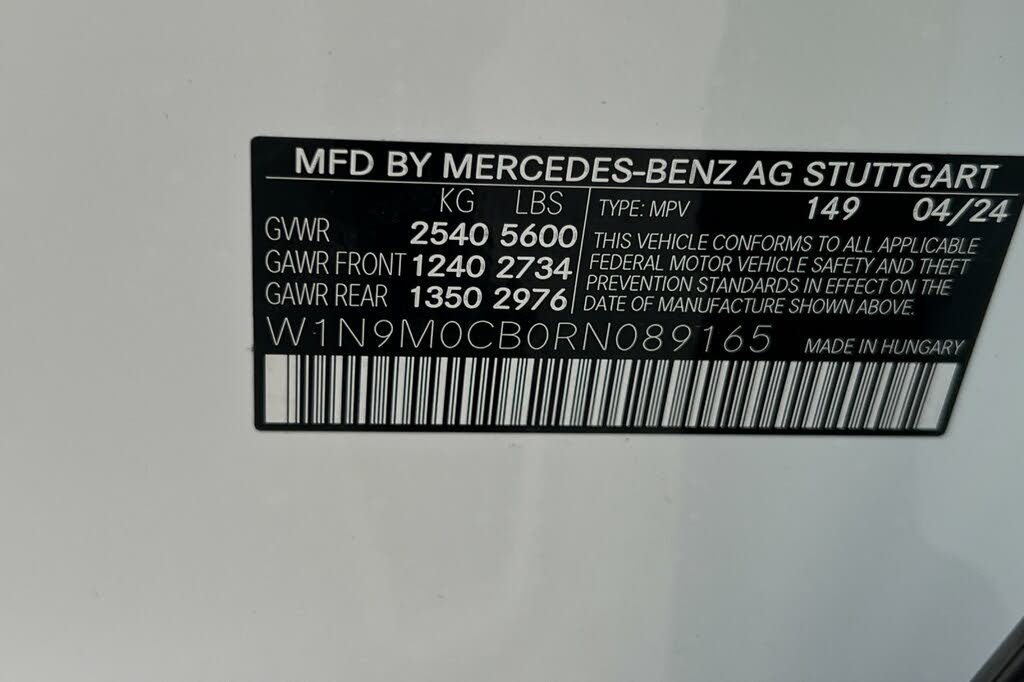 MFD BY MERCEDES-BENZ AG STUTTGART
KG LBS
GVWR 2540 5600
GAWR FRONT 1240 2734
GAWR REAR 1350 2976
TYPE: MPV 149 04/24
THIS VEHICLE CONFORMS TO ALL APPLICABLE
FEDERAL MOTOR VEHICLE SAFETY AND THEFT
PREVENTION STANDARDS IN EFFECT ON THE
DATE OF MANUFACTURE SHOWN ABOVE.
W1N9M0CB0RN089165 MADE IN HUNGARY